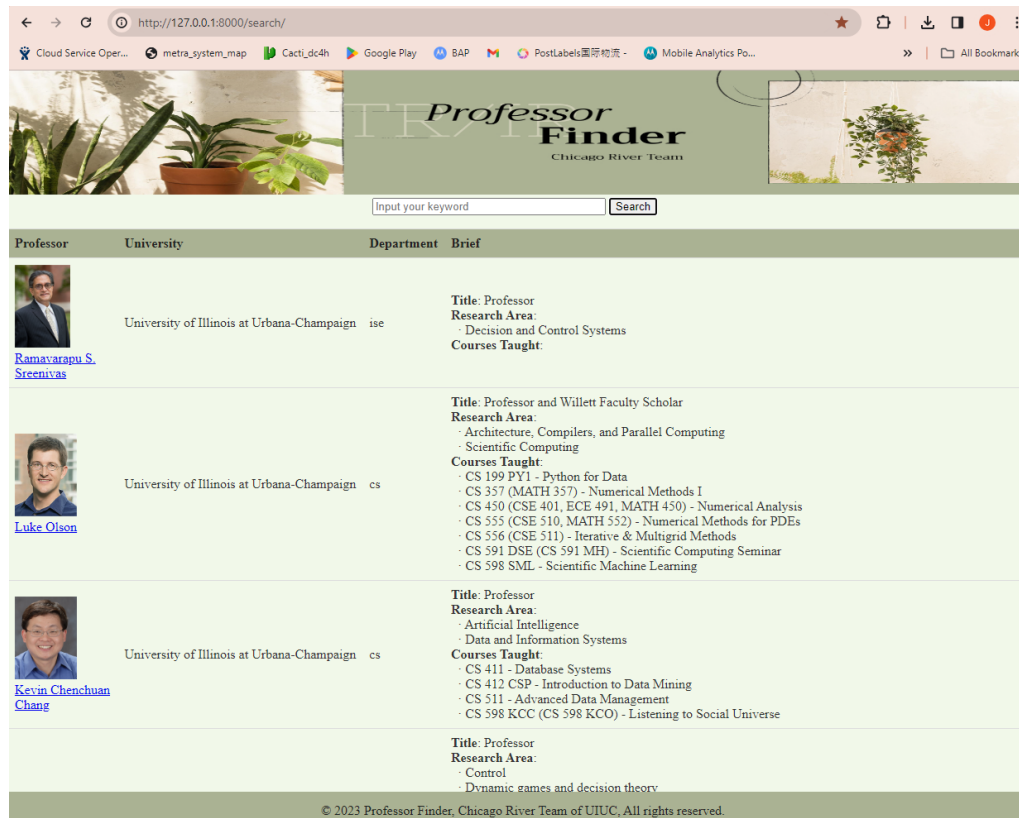 http://127.0.0.1:8000/search/
Cloud Service Oper... metra_system_map Cacti_dc4h Google Play BAP PostLabels国际物流 - Mobile Analytics Po... » All Bookmark
TRAIR
Professor
Finder
Chicago River Team
Input your keyword Search
Professor University Department Brief
Title: Professor
Research Area:
· Decision and Control Systems
Courses Taught:
University of Illinois at Urbana-Champaign ise
Ramavarapu S.
Sreenivas
Title: Professor and Willett Faculty Scholar
Research Area:
· Architecture, Compilers, and Parallel Computing
· Scientific Computing
Courses Taught:
· CS 199 PY1 - Python for Data
· CS 357 (MATH 357) - Numerical Methods I
· CS 450 (CSE 401, ECE 491, MATH 450) - Numerical Analysis
· CS 555 (CSE 510, MATH 552) - Numerical Methods for PDEs
· CS 556 (CSE 511) - Iterative & Multigrid Methods
· CS 591 DSE (CS 591 MH) - Scientific Computing Seminar
· CS 598 SML - Scientific Machine Learning
University of Illinois at Urbana-Champaign cs
Luke Olson
Title: Professor
Research Area:
· Artificial Intelligence
· Data and Information Systems
Courses Taught:
· CS 411 - Database Systems
· CS 412 CSP - Introduction to Data Mining
· CS 511 - Advanced Data Management
· CS 598 KCC (CS 598 KCO) - Listening to Social Universe
University of Illinois at Urbana-Champaign cs
Kevin Chenchuan
Chang
Title: Professor
Research Area:
· Control
· Dynamic games and decision theory
© 2023 Professor Finder, Chicago River Team of UIUC, All rights reserved.